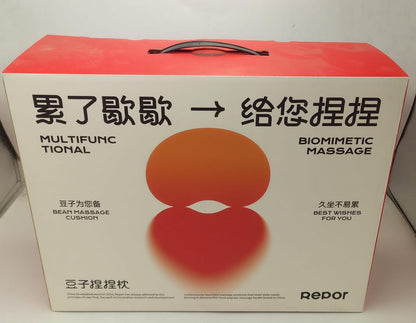 累了歇歇 → 给您捏捏
MULTIFUNC
TIONAL
BIOMIMETIC
MASSAGE
豆子为您备
BEAN MASSAGE
CUSHION
久坐不易累
BEST WISHES
FOR YOU
豆子捏捏枕
Repor